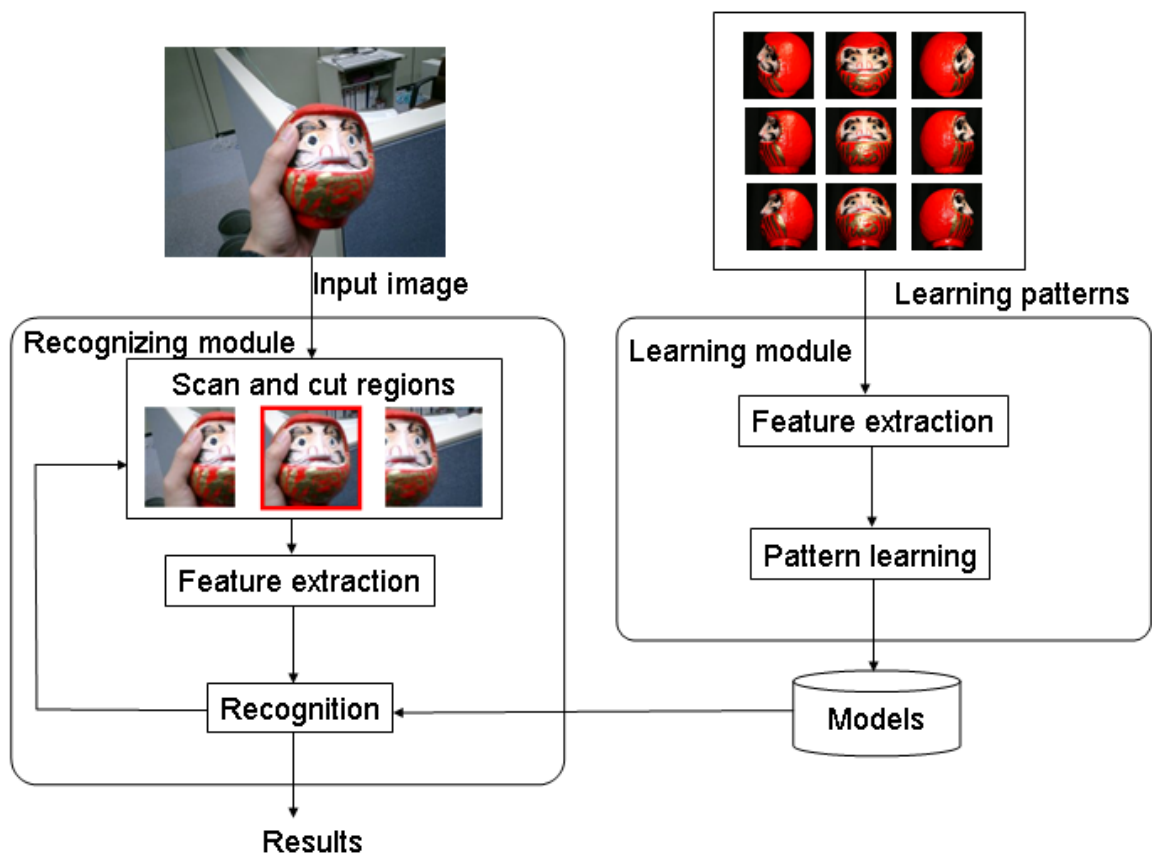 Input image
Learning patterns
Recognizing module
Scan and cut regions
Feature extraction
Recognition
Results
Learning module
Feature extraction
Pattern learning
Models